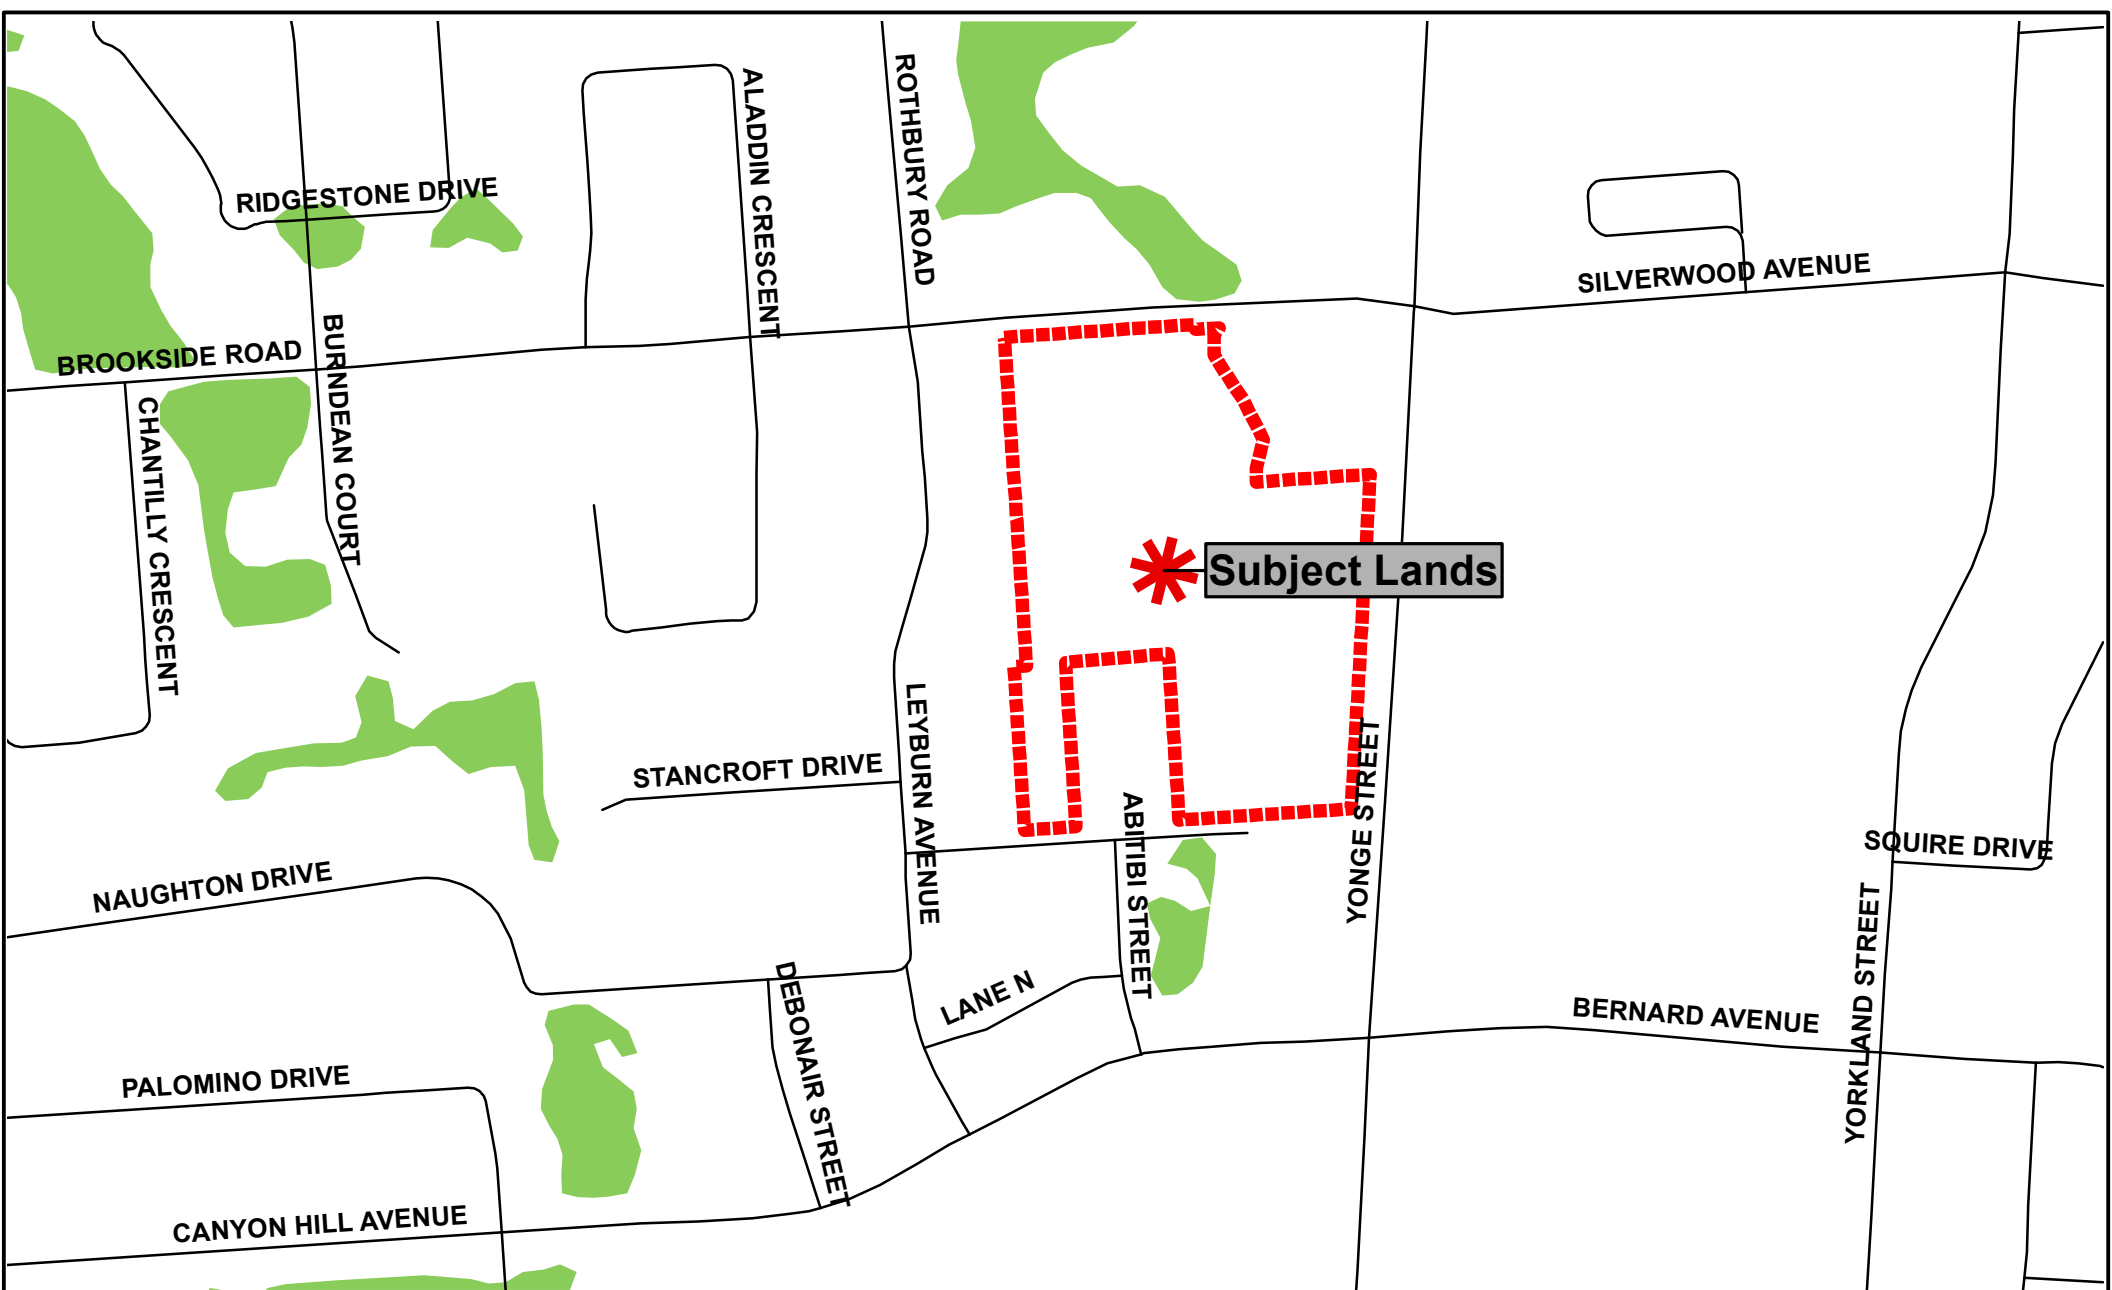 ROTHBURY ROAD
ALADDIN CRESCENT
RIDGESTONE DRIVE
SILVERWOOD AVENUE
BURNDEAN COURT
BROOKSIDE ROAD
CHANTILLY CRESCENT
Subject Lands
LEYBURN AVENUE
YONGE STREET
STANCROFT DRIVE
ABITIBI STREET
SQUIRE DRIVE
NAUGHTON DRIVE
YORKLAND STREET
DEBONAIR STREET
LANE N
BERNARD AVENUE
PALOMINO DRIVE
CANYON HILL AVENUE